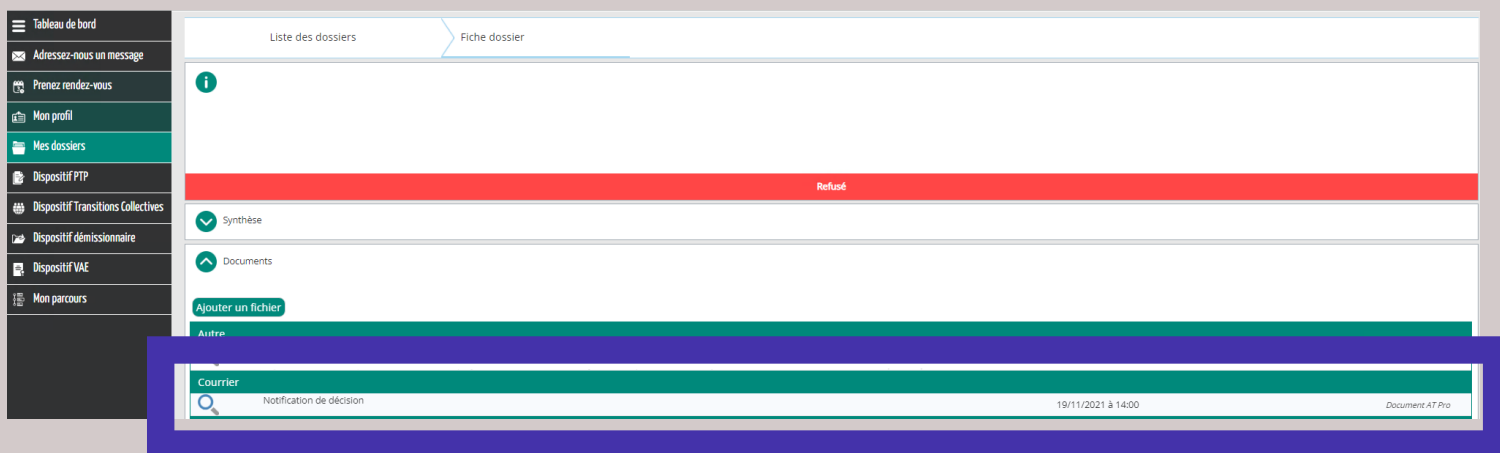 Tableau de bord
Adressez-nous un message
Prenez rendez-vous
Mon profil
Mes dossiers
Dispositif PTP
Dispositif Transitions Collectives
Dispositif démissionnaire
Dispositif VAE
Mon parcours
Liste des dossiers
Fiche dossier
Refusé
Synthèse
Documents
Ajouter un fichier
Autre
Courrier
Notification de décision 19/11/2021 à 14:00 Document AT Pro